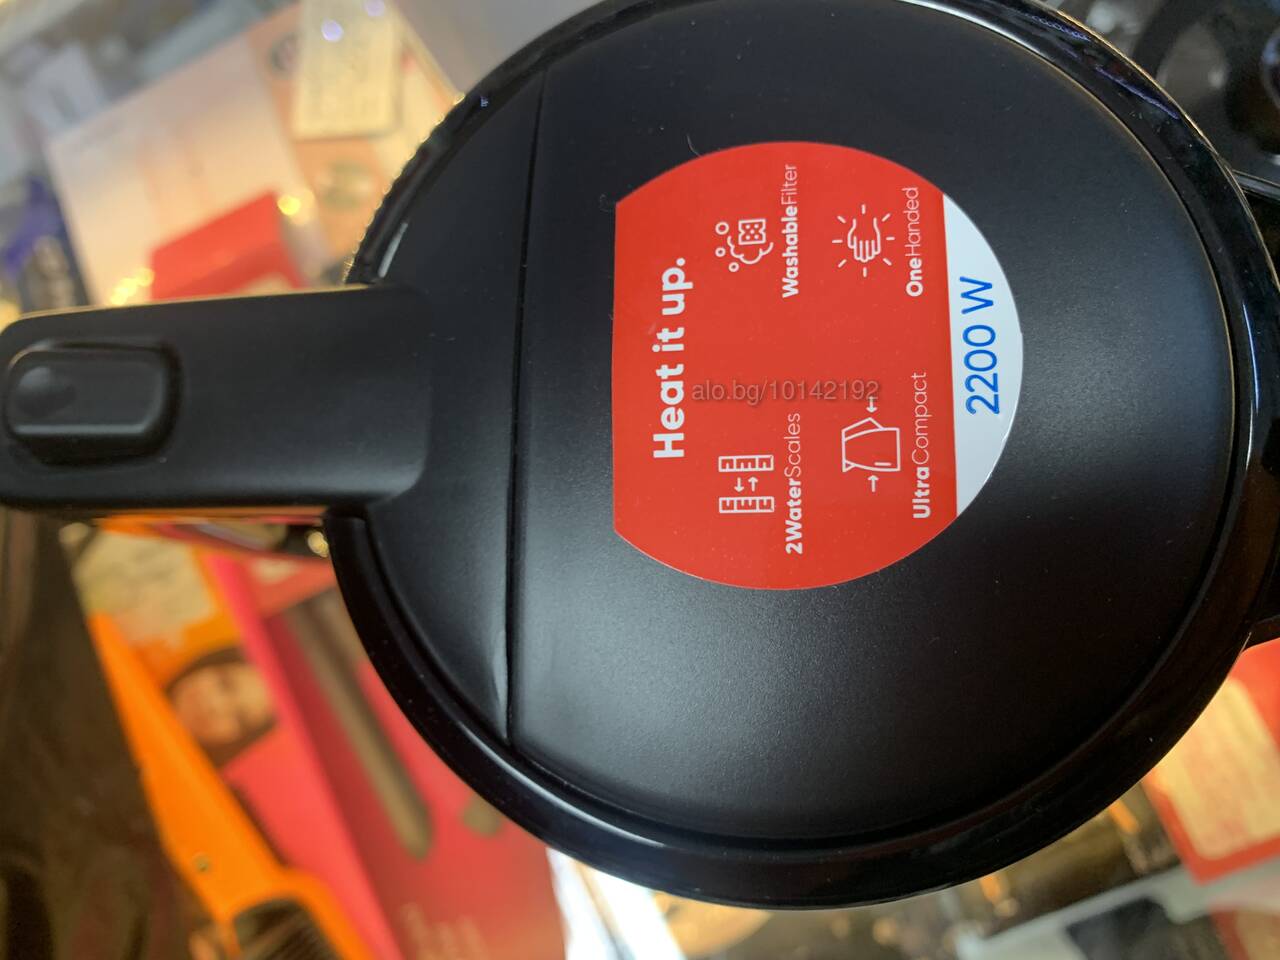 Heat it up.
WashableFilter
OneHanded
2WaterScales
UltraCompact
2200 W
alo.bg/10142192